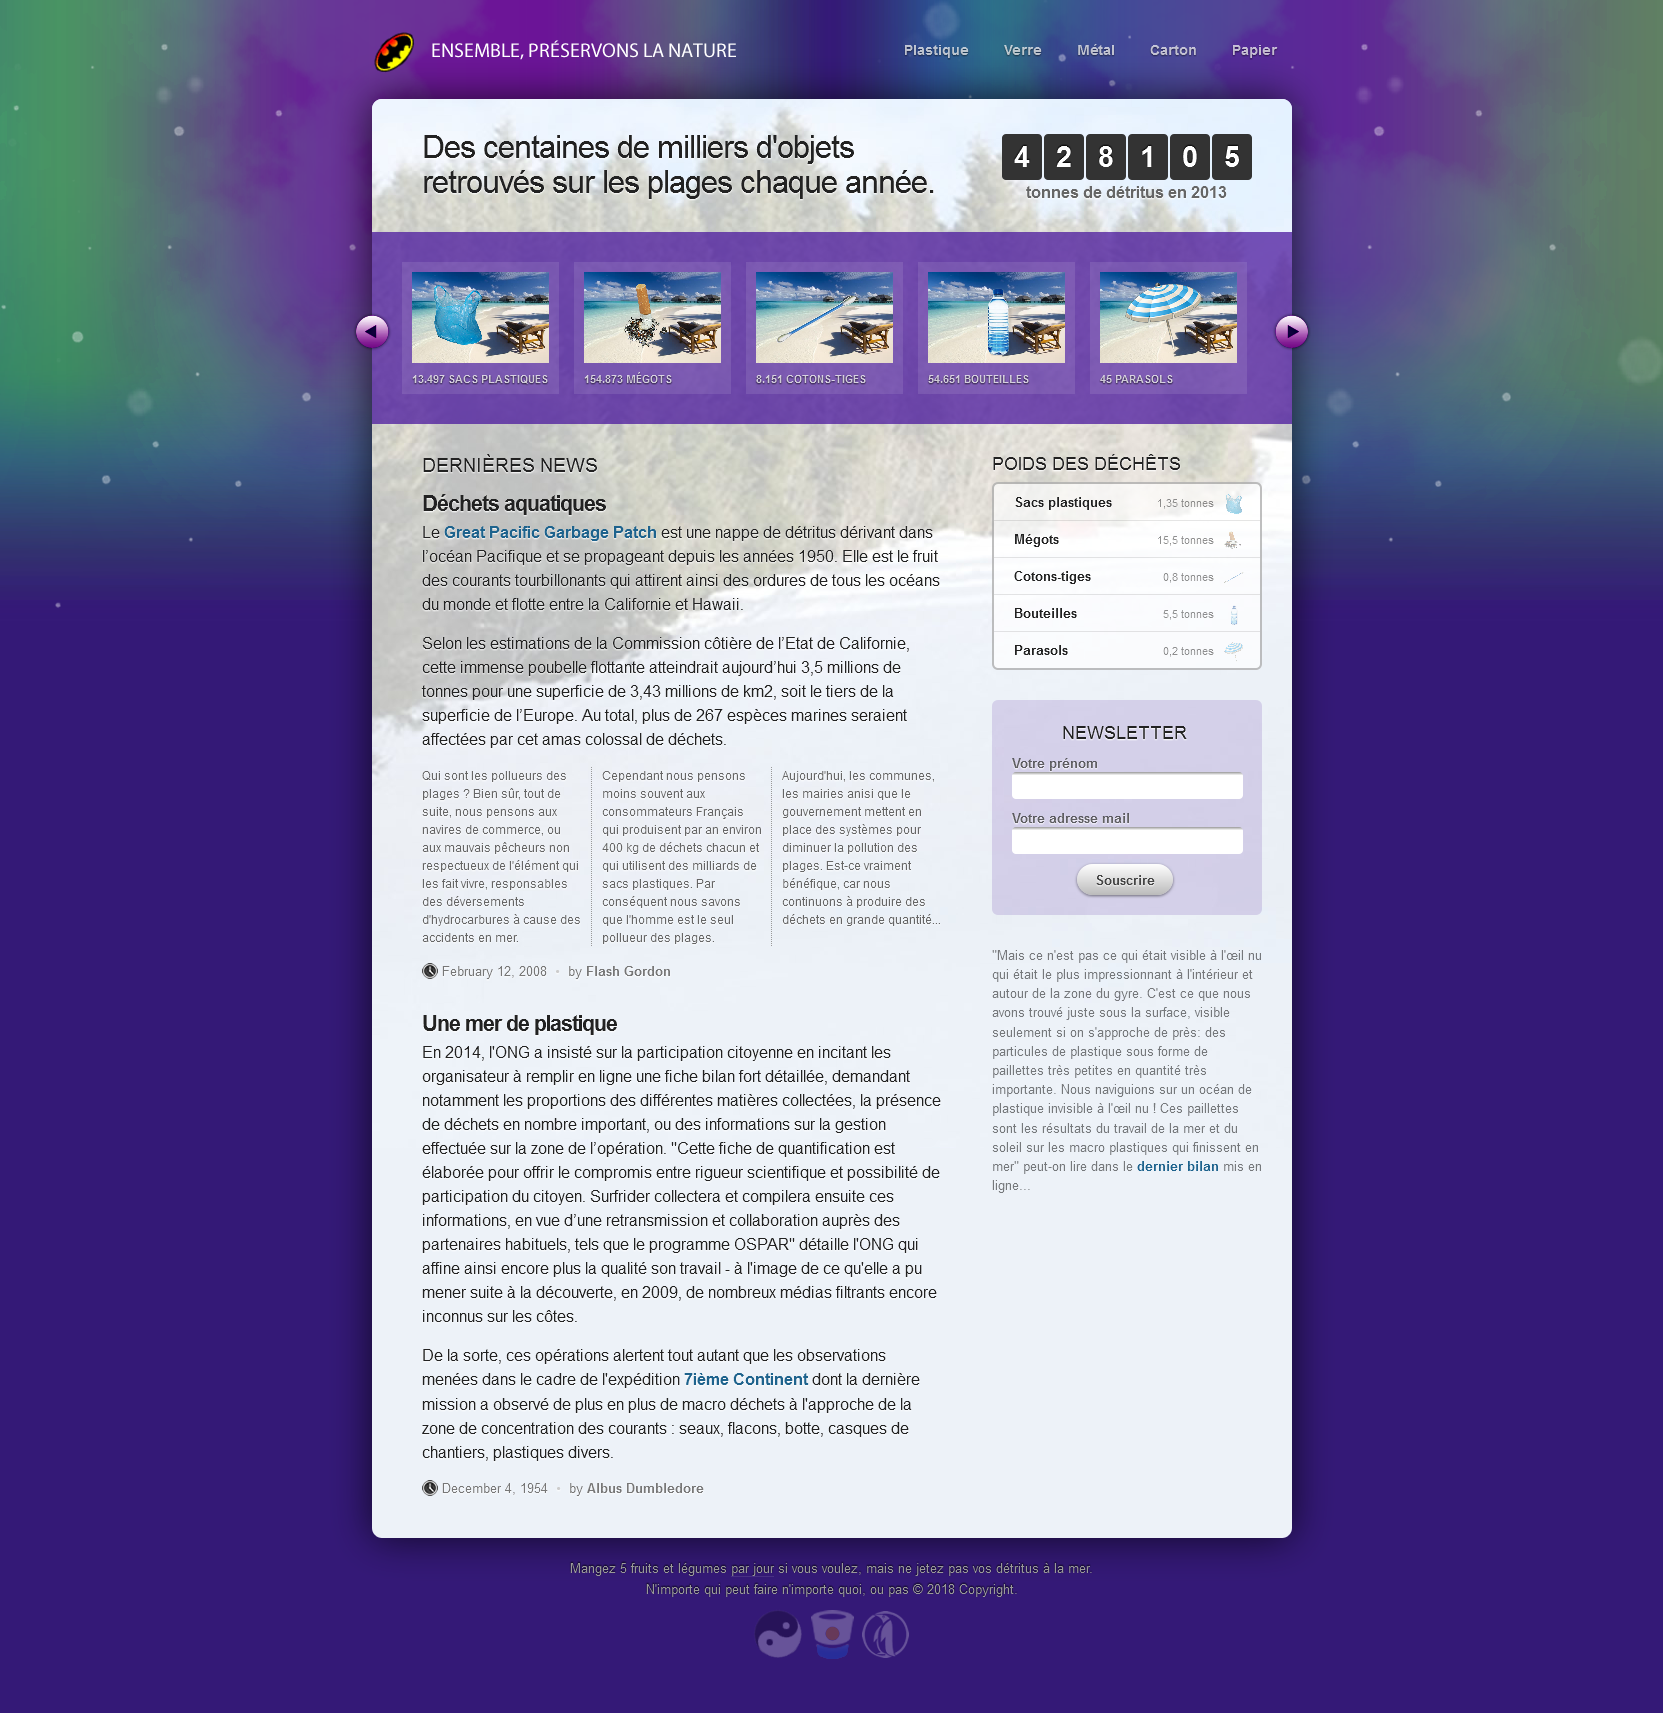 ENSEMBLE, PRÉSERVONS LA NATURE
Plastique Verre Métal Carton Papier
Des centaines de milliers d'objets
retrouvés sur les plages chaque année.
4 2 8 1 0 5
tonnes de détritus en 2013
13.497 SACS PLASTIQUES
154.873 MÉGOTS
8.151 COTONS-TIGES
54.651 BOUTEILLES
45 PARASOLS
DERNIÈRES NEWS
Déchets aquatiques
Le Great Pacific Garbage Patch est une nappe de détritus dérivant dans
l’océan Pacifique et se propageant depuis les années 1950. Elle est le fruit
des courants tourbillonants qui attirent ainsi des ordures de tous les océans
du monde et flotte entre la Californie et Hawaii.
Selon les estimations de la Commission côtière de l’Etat de Californie,
cette immense poubelle flottante atteindrait aujourd’hui 3,5 millions de
tonnes pour une superficie de 3,43 millions de km2, soit le tiers de la
superficie de l’Europe. Au total, plus de 267 espèces marines seraient
affectées par cet amas colossal de déchets.
Qui sont les pollueurs des
plages ? Bien sûr, tout de
suite, nous pensons aux
navires de commerce, ou
aux mauvais pêcheurs non
respectueux de l'élément qui
les fait vivre, responsables
des déversements
d'hydrocarbures à cause des
accidents en mer.
Cependant nous pensons
moins souvent aux
consommateurs Français
qui produisent par an environ
400 kg de déchets chacun et
qui utilisent des milliards de
sacs plastiques. Par
conséquent nous savons
que l'homme est le seul
pollueur des plages.
Aujourd'hui, les communes,
les mairies anisi que le
gouvernement mettent en
place des systèmes pour
diminuer la pollution des
plages. Est-ce vraiment
bénéfique, car nous
continuons à produire des
déchets en grande quantité...
February 12, 2008 • by Flash Gordon
Une mer de plastique
En 2014, l'ONG a insisté sur la participation citoyenne en incitant les
organisateur à remplir en ligne une fiche bilan fort détaillée, demandant
notamment les proportions des différentes matières collectées, la présence
de déchets en nombre important, ou des informations sur la gestion
effectuée sur la zone de l’opération. "Cette fiche de quantification est
élaborée pour offrir le compromis entre rigueur scientifique et possibilité de
participation du citoyen. Surfrider collectera et compilera ensuite ces
informations, en vue d’une retransmission et collaboration auprès des
partenaires habituels, tels que le programme OSPAR" détaille l'ONG qui
affine ainsi encore plus la qualité son travail - à l'image de ce qu'elle a pu
mener suite à la découverte, en 2009, de nombreux médias filtrants encore
inconnus sur les côtes.
De la sorte, ces opérations alertent tout autant que les observations
menées dans le cadre de l'expédition 7ième Continent dont la dernière
mission a observé de plus en plus de macro déchets à l'approche de la
zone de concentration des courants : seaux, flacons, botte, casques de
chantiers, plastiques divers.
December 4, 1954 • by Albus Dumbledore
POIDS DES DÉCHÊTS
Sacs plastiques 1,35 tonnes
Mégots 15,5 tonnes
Cotons-tiges 0,8 tonnes
Bouteilles 5,5 tonnes
Parasols 0,2 tonnes
NEWSLETTER
Votre prénom
Votre adresse mail
Souscrire
"Mais ce n'est pas ce qui était visible à l'œil nu
qui était le plus impressionnant à l'intérieur et
autour de la zone du gyre. C'est ce que nous
avons trouvé juste sous la surface, visible
seulement si on s'approche de près: des
particules de plastique sous forme de
paillettes très petites en quantité très
importante. Nous naviguions sur un océan de
plastique invisible à l'œil nu ! Ces paillettes
sont les résultats du travail de la mer et du
soleil sur les macro plastiques qui finissent en
mer" peut-on lire dans le dernier bilan mis en
ligne...
Mangez 5 fruits et légumes par jour si vous voulez, mais ne jetez pas vos détritus à la mer.
N'importe qui peut faire n'importe quoi, ou pas © 2018 Copyright.